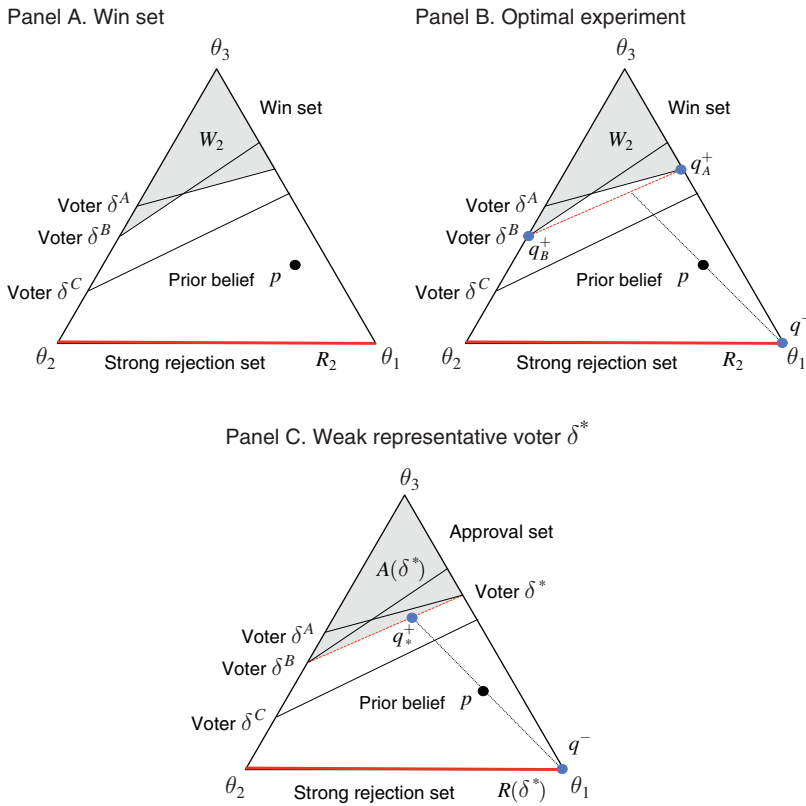 Panel A. Win set
θ₃
Win set
W₂
Voter δᴬ
Voter δᴮ
Voter δᶜ
Prior belief p
θ₂
θ₁
Strong rejection set R₂
Panel B. Optimal experiment
θ₃
Win set
W₂
q⁺_A
Voter δᴬ
Voter δᴮ
q⁺_B
Voter δᶜ
Prior belief p
q⁻
θ₂
θ₁
Strong rejection set R₂
Panel C. Weak representative voter δ*
θ₃
Approval set
A(δ*)
Voter δ*
Voter δᴬ
q⁺_*
Voter δᴮ
Prior belief p
Voter δᶜ
q⁻
θ₂
θ₁
Strong rejection set R(δ*)